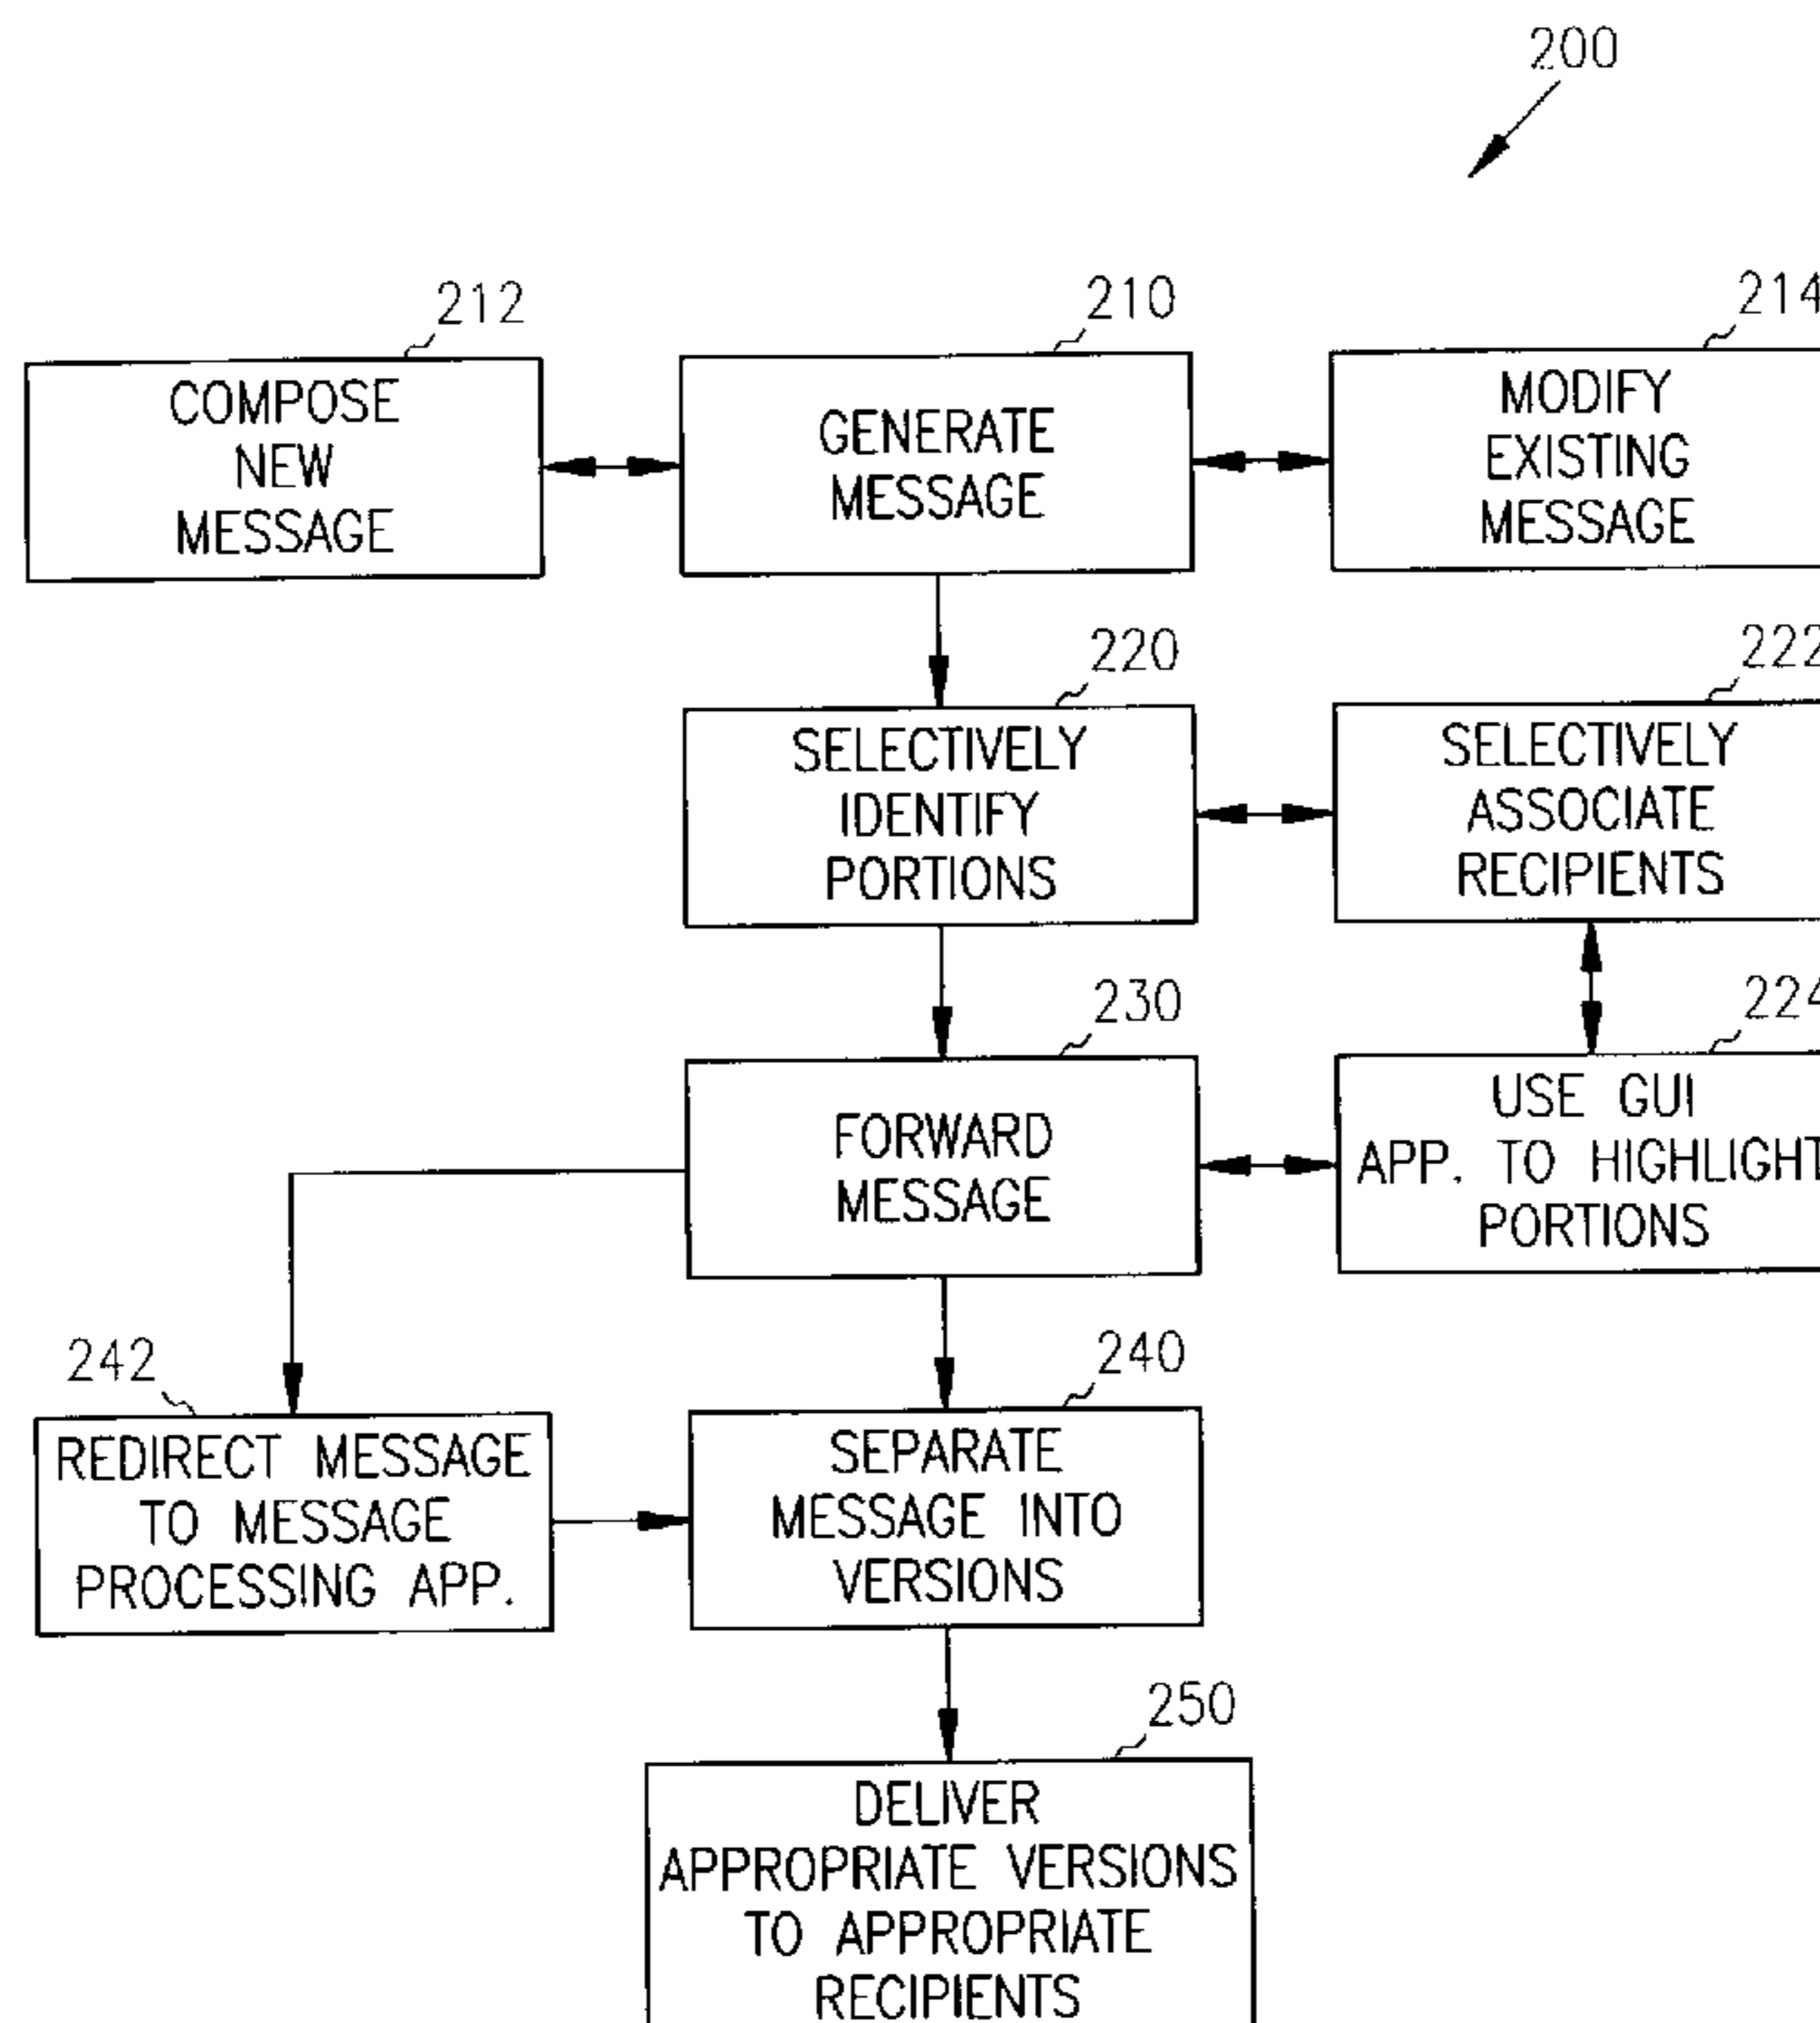 200
212
210
214
COMPOSE
NEW
MESSAGE
GENERATE
MESSAGE
MODIFY
EXISTING
MESSAGE
220
222
SELECTIVELY
IDENTIFY
PORTIONS
SELECTIVELY
ASSOCIATE
RECIPIENTS
230
224
FORWARD
MESSAGE
USE GUI
APP. TO HIGHLIGHT
PORTIONS
242
240
REDIRECT MESSAGE
TO MESSAGE
PROCESSING APP.
SEPARATE
MESSAGE INTO
VERSIONS
250
DELIVER
APPROPRIATE VERSIONS
TO APPROPRIATE
RECIPIENTS